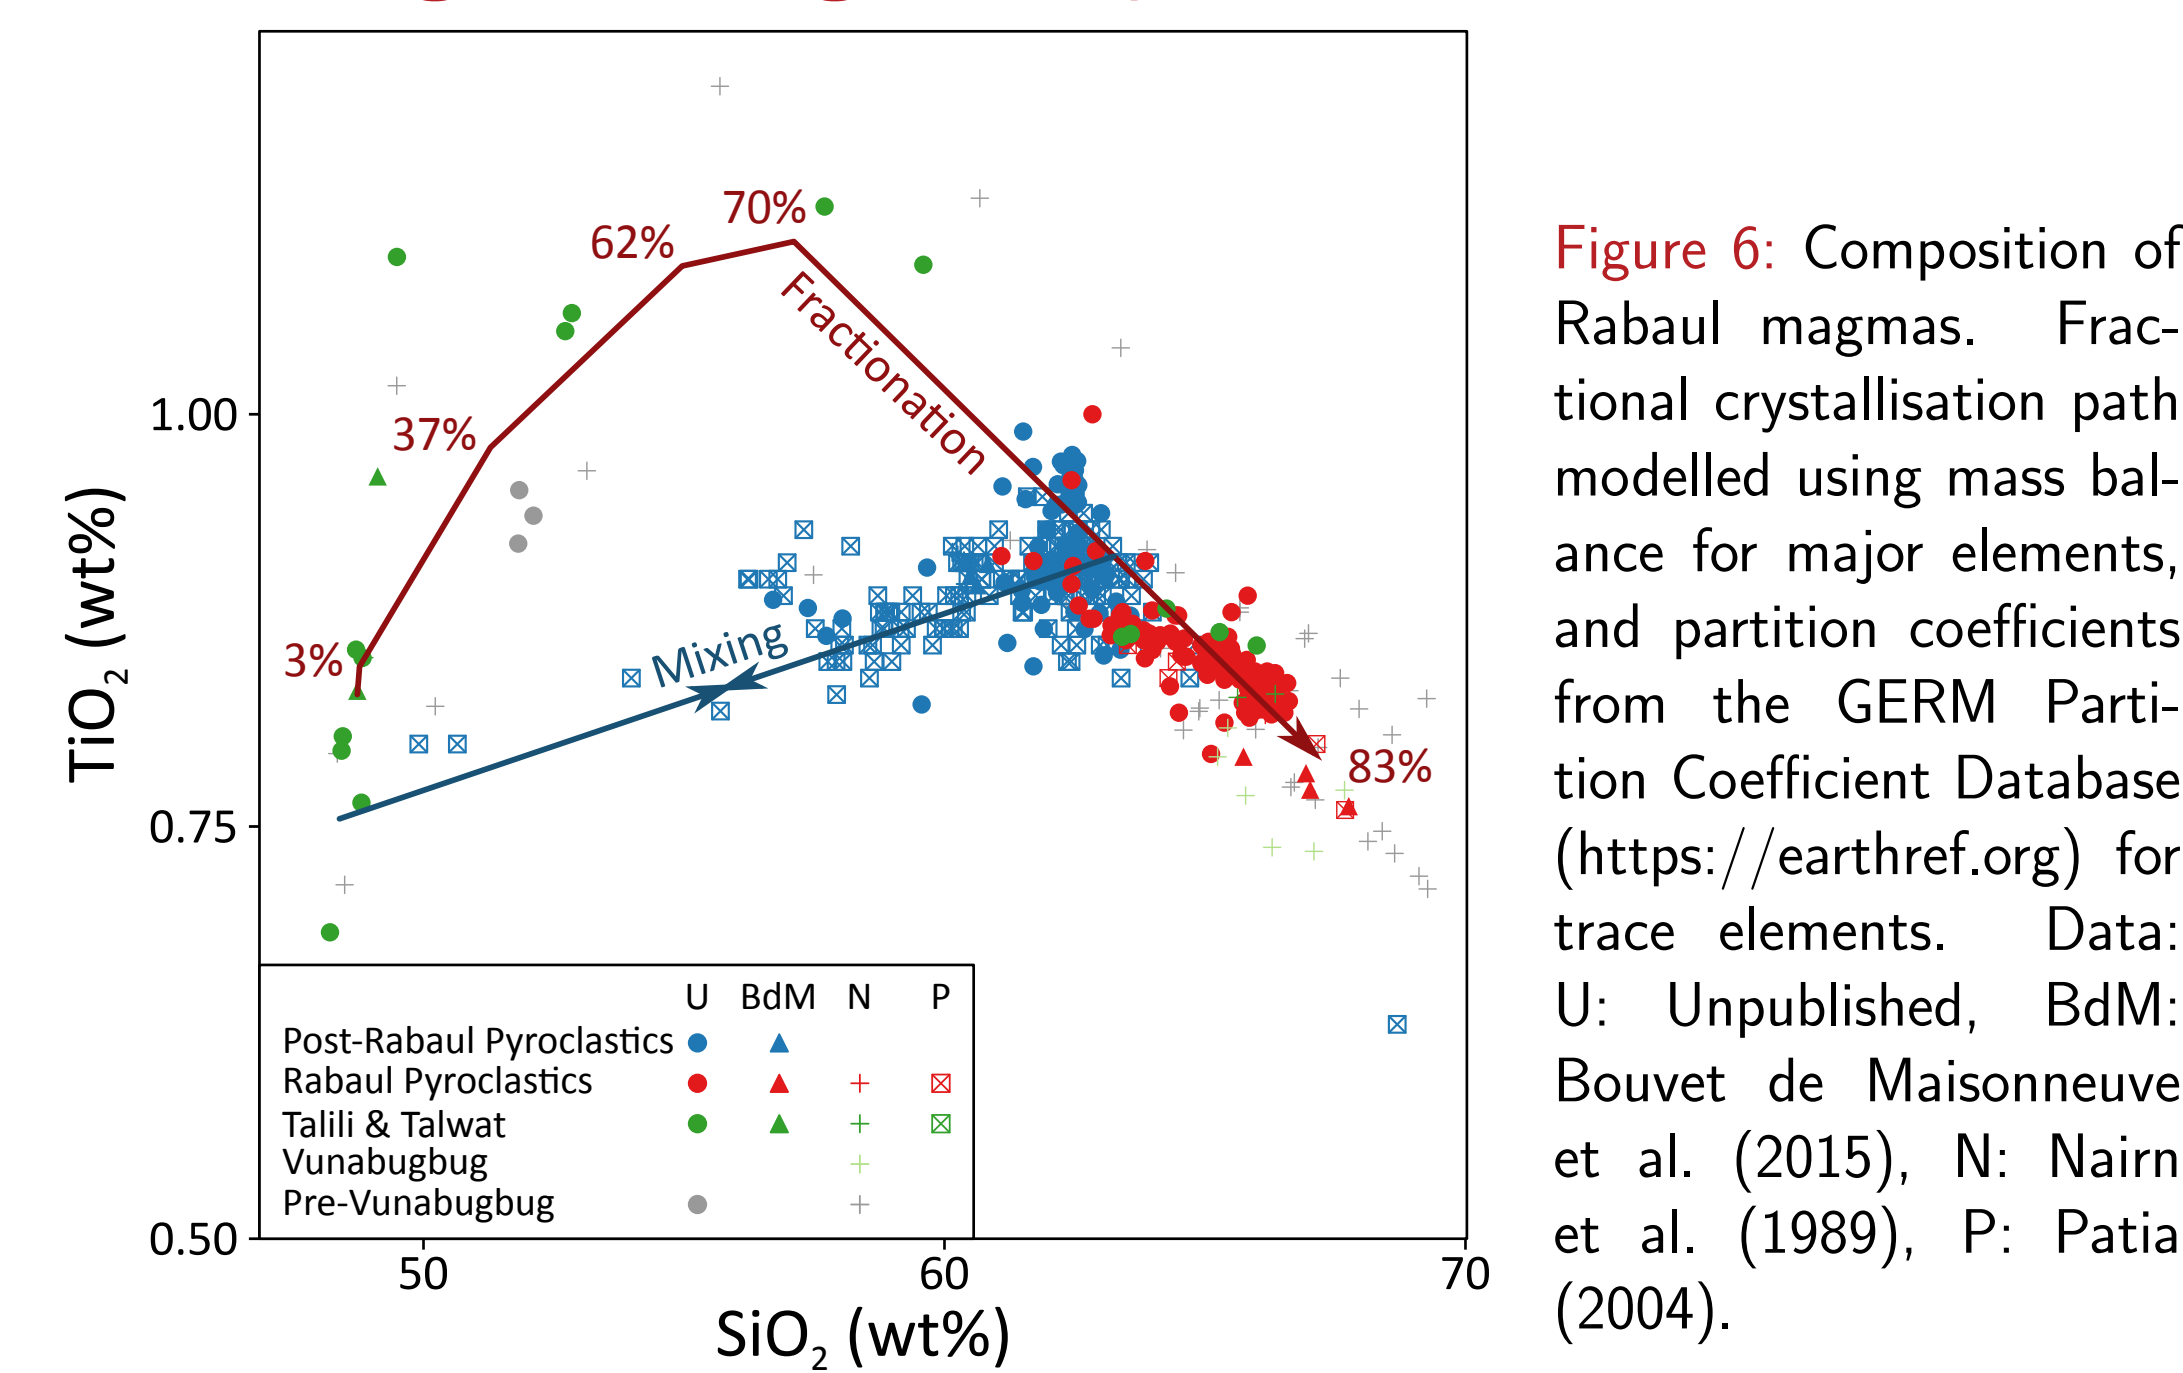 1.00
0.75
0.50
TiO₂ (wt%)
50 60 70
SiO₂ (wt%)
3%
37%
62%
70%
83%
Fractionation
Mixing
U BdM N P
Post-Rabaul Pyroclastics
Rabaul Pyroclastics
Talili & Talwat
Vunabugbug
Pre-Vunabugbug
Figure 6: Composition of
Rabaul magmas. Frac-
tional crystallisation path
modelled using mass bal-
ance for major elements,
and partition coefficients
from the GERM Parti-
tion Coefficient Database
(https://earthref.org) for
trace elements. Data:
U: Unpublished, BdM:
Bouvet de Maisonneuve
et al. (2015), N: Nairn
et al. (1989), P: Patia
(2004).